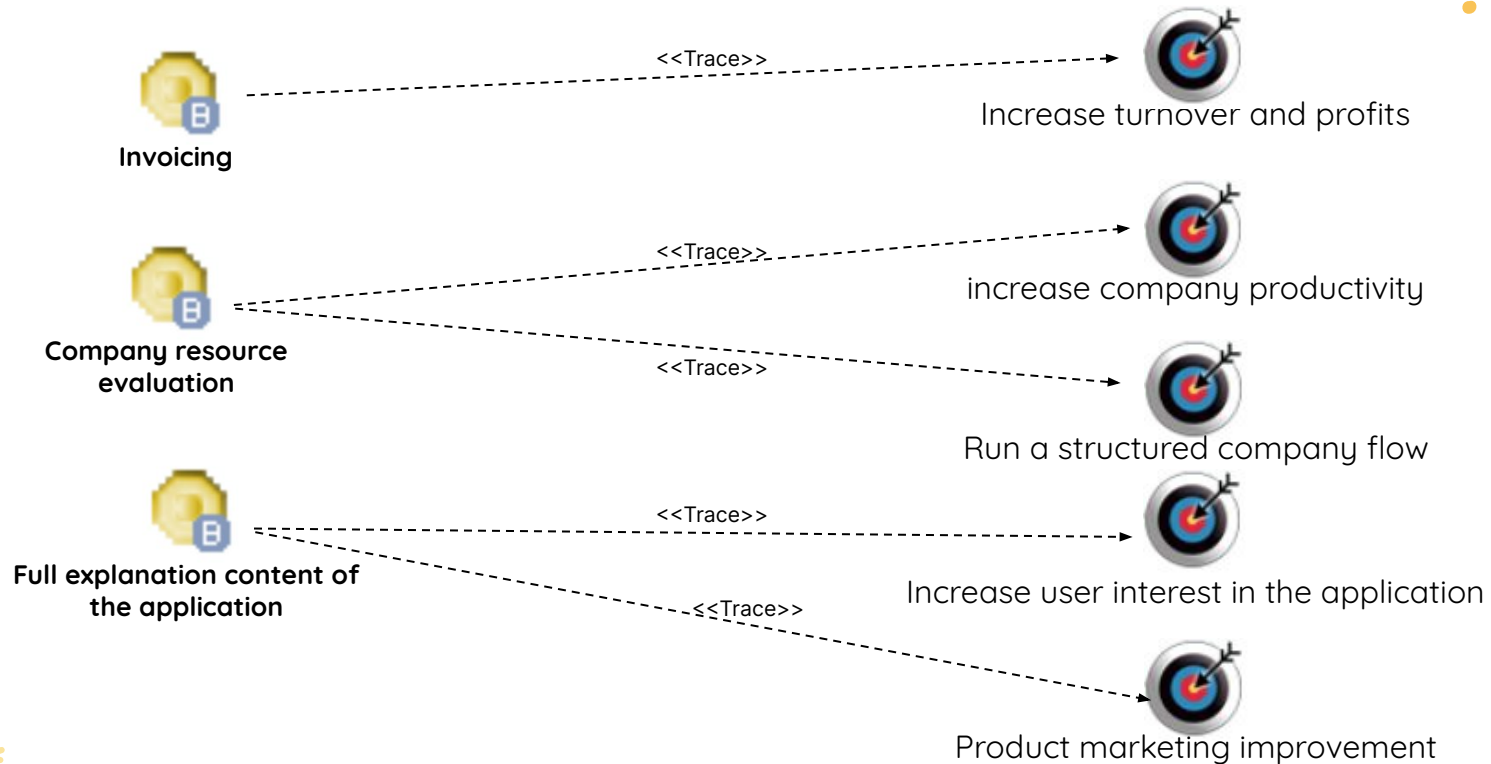 <<Trace>>
Increase turnover and profits
B
Invoicing
<<Trace>>
increase company productivity
B
Company resource
evaluation
<<Trace>>
Run a structured company flow
B
<<Trace>>
Full explanation content of
the application
Increase user interest in the application
<<Trace>>
Product marketing improvement